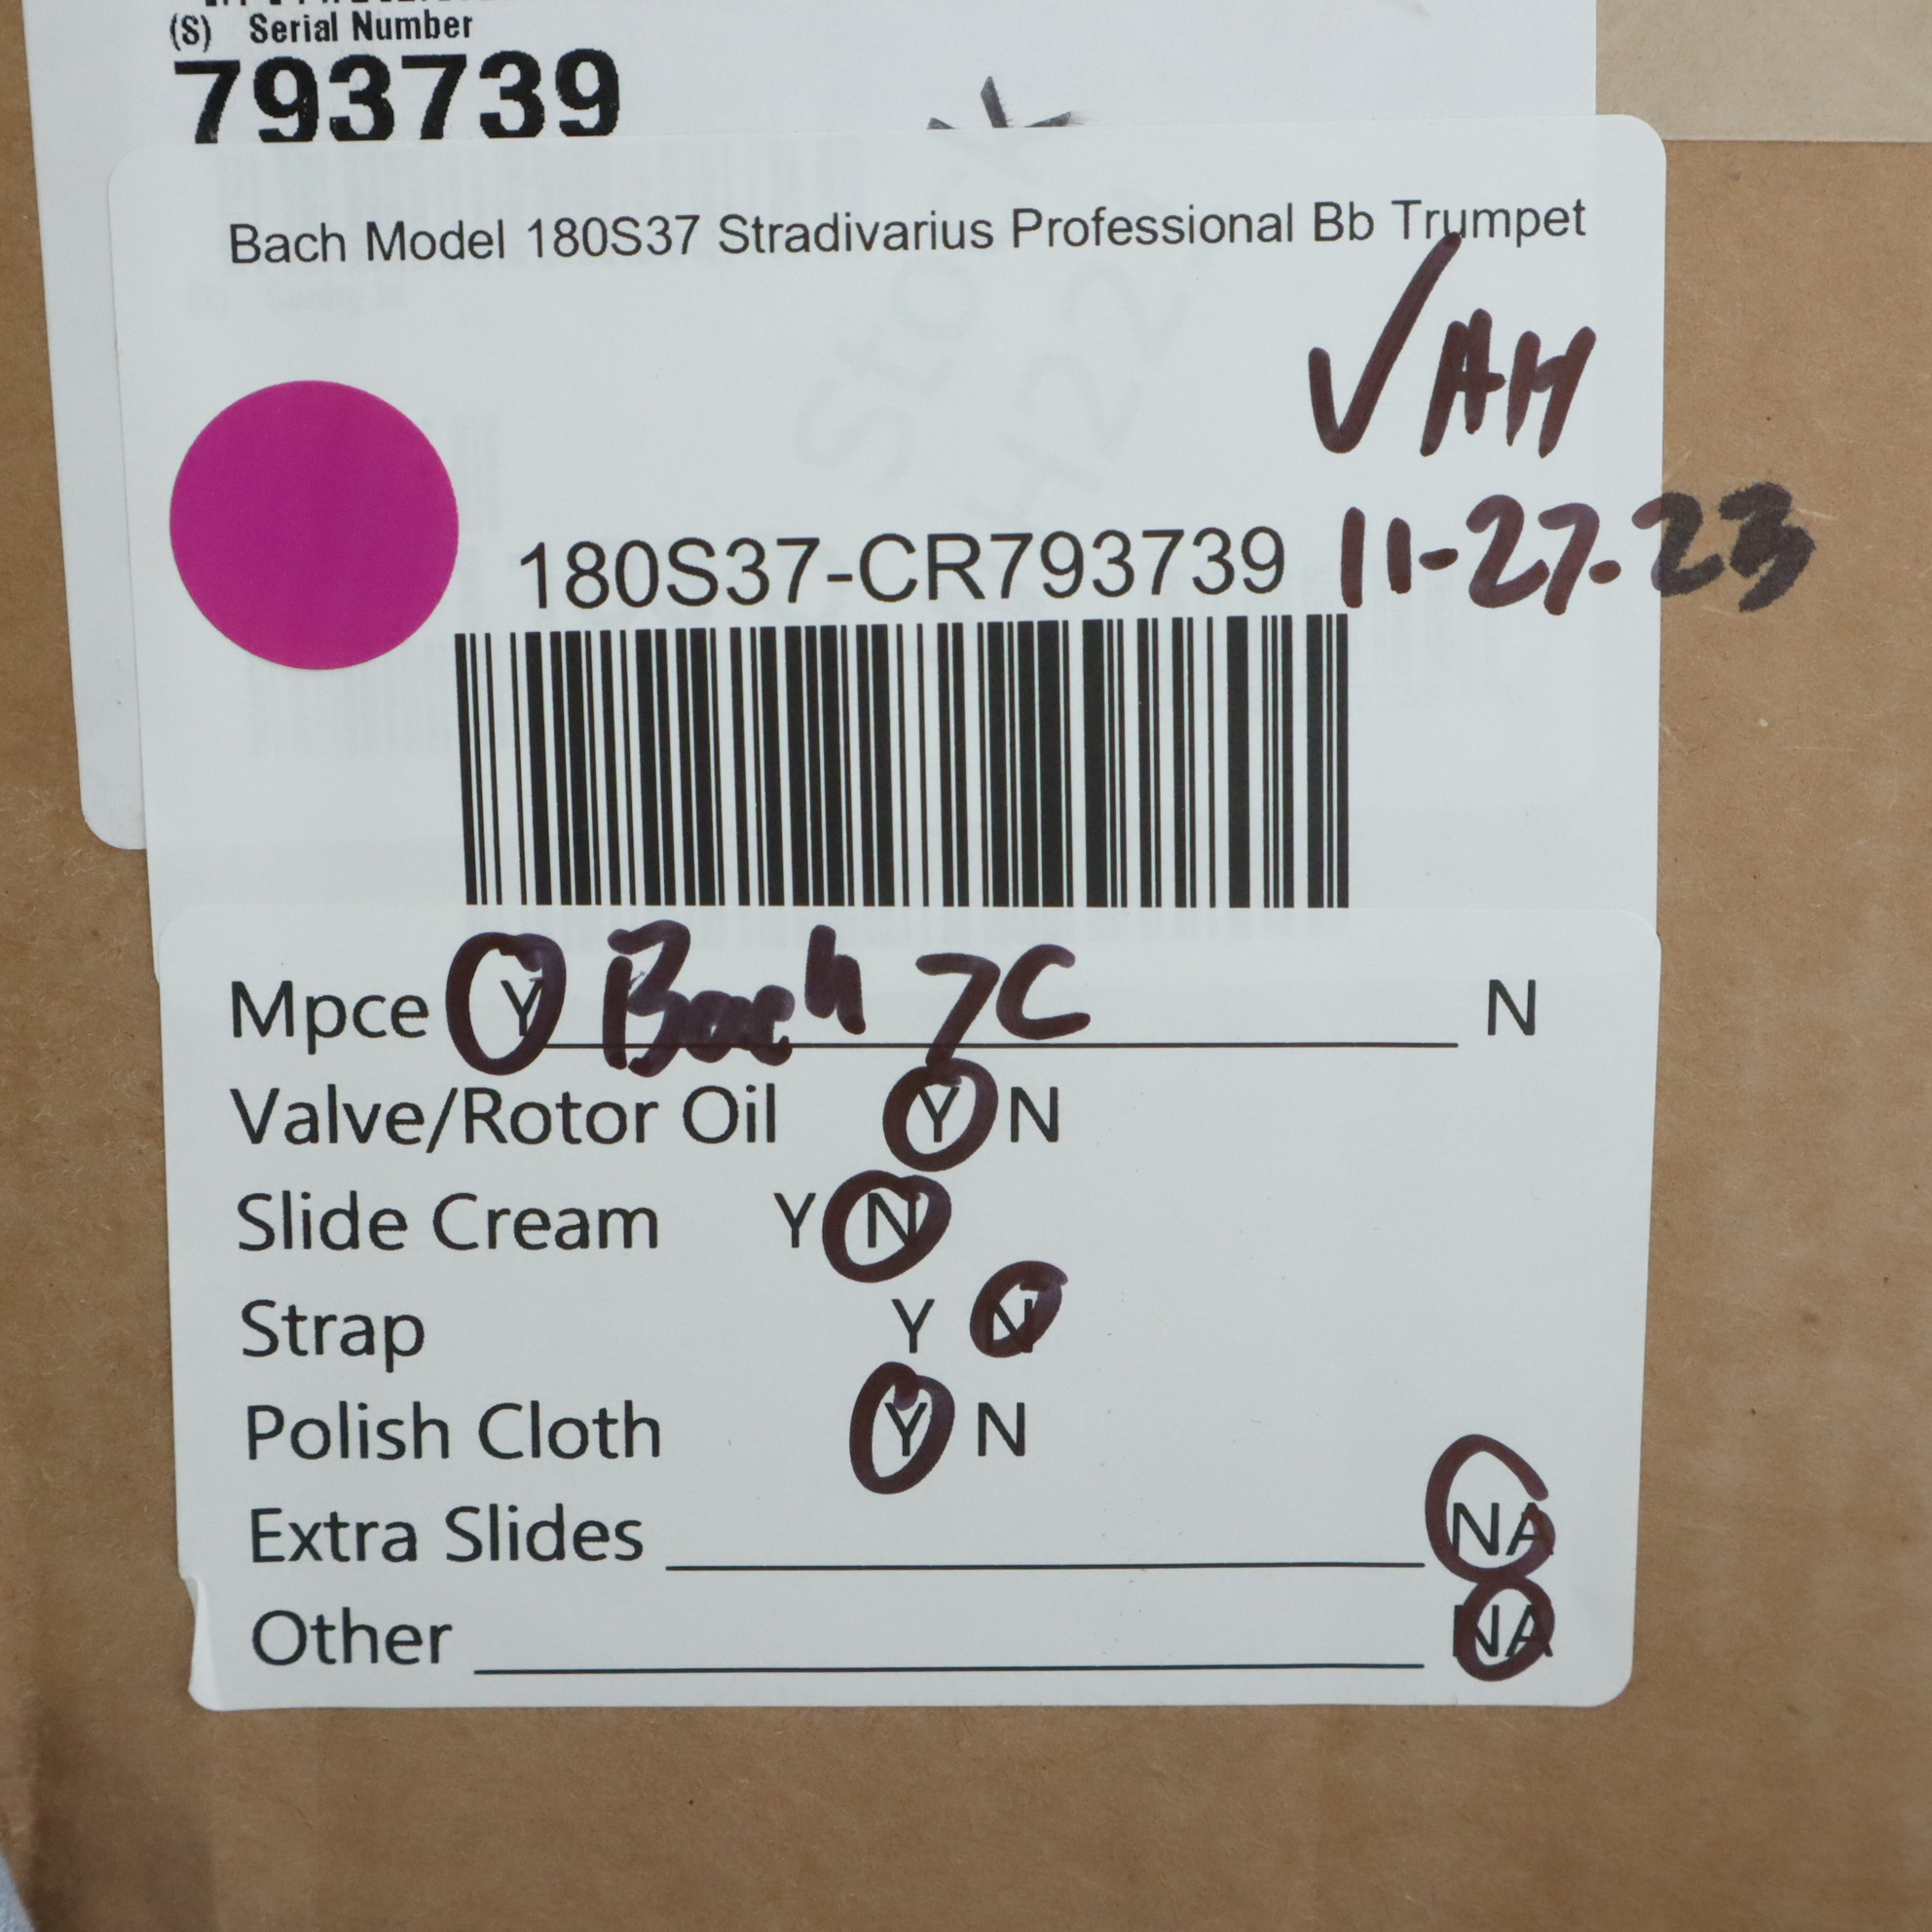 (S) Serial Number
793739
Bach Model 180S37 Stradivarius Professional Bb Trumpet
√ AH
180S37-CR793739 11-27-23
Mpce Y Bach 7C N
Valve/Rotor Oil Y N
Slide Cream Y N
Strap Y N
Polish Cloth Y N
Extra Slides NA
Other NA